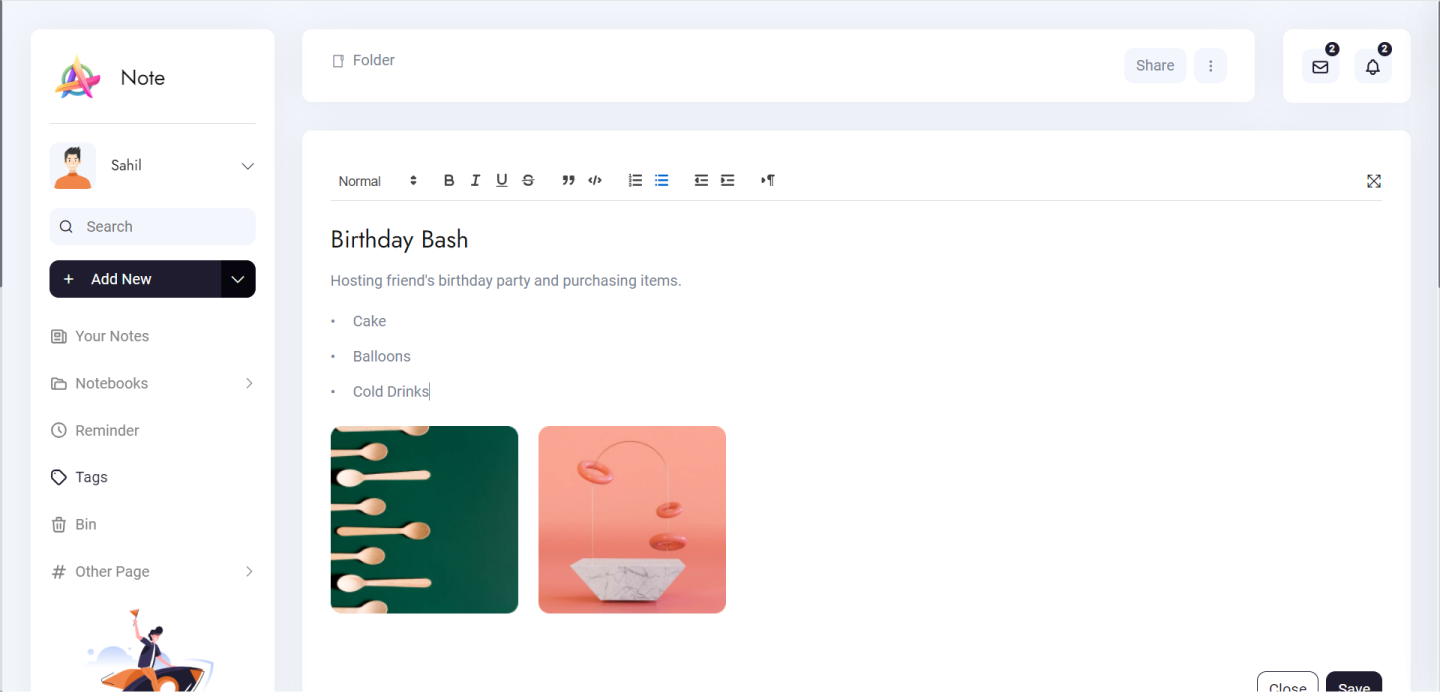 Note
Sahil
Search
+ Add New
Your Notes
Notebooks
Reminder
Tags
Bin
# Other Page
Folder
Share
2
2
Normal
B I U S
Birthday Bash
Hosting friend's birthday party and purchasing items.
• Cake
• Balloons
• Cold Drinks
Close
Save